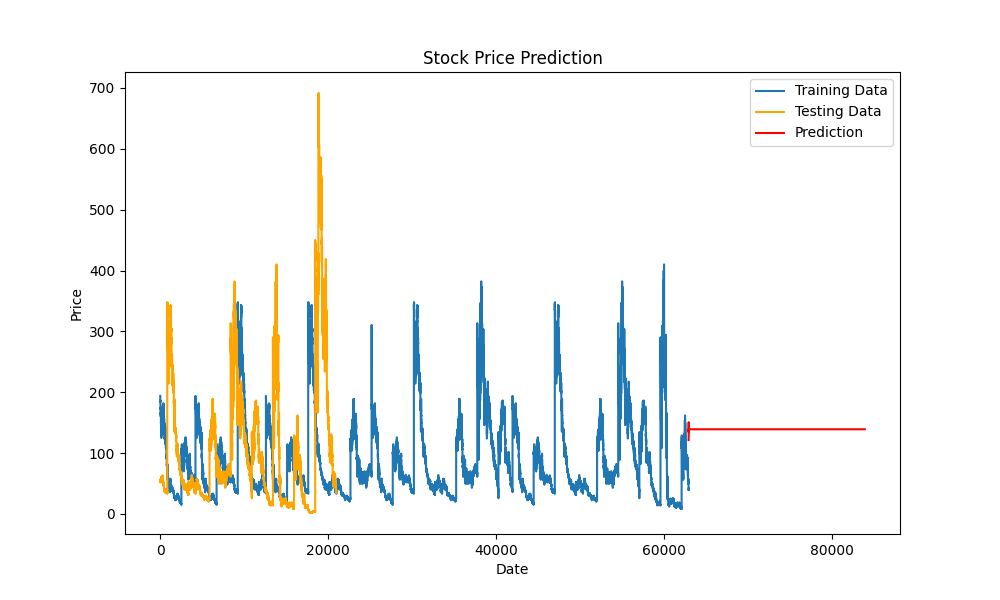 Stock Price Prediction
Training Data
Testing Data
Prediction
Price
700
600
500
400
300
200
100
0
0
20000
40000
60000
80000
Date